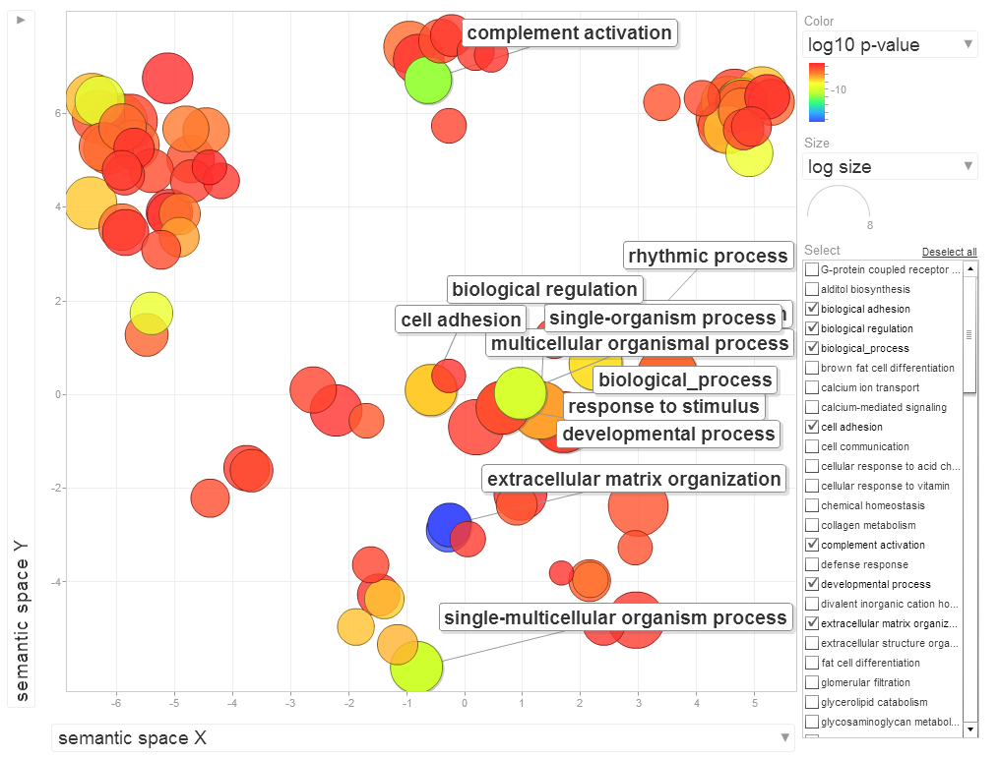 complement activation
Color
log10 p-value
-10
Size
log size
8
Select
Deselect all
G-protein coupled receptor ...
alditol biosynthesis
biological adhesion
biological regulation
biological_process
brown fat cell differentiation
calcium ion transport
calcium-mediated signaling
cell adhesion
cell communication
cellular response to acid ch...
cellular response to vitamin
chemical homeostasis
collagen metabolism
complement activation
defense response
developmental process
divalent inorganic cation ho...
extracellular matrix organiz...
extracellular structure orga...
fat cell differentiation
glomerular filtration
glycerolipid catabolism
glycosaminoglycan metabol...
rhythmic process
biological regulation
cell adhesion
single-organism process
multicellular organismal process
biological_process
response to stimulus
developmental process
extracellular matrix organization
single-multicellular organism process
6
4
2
0
-2
-4
-6
-5
-4
-3
-2
-1
0
1
2
3
4
5
semantic space Y
semantic space X